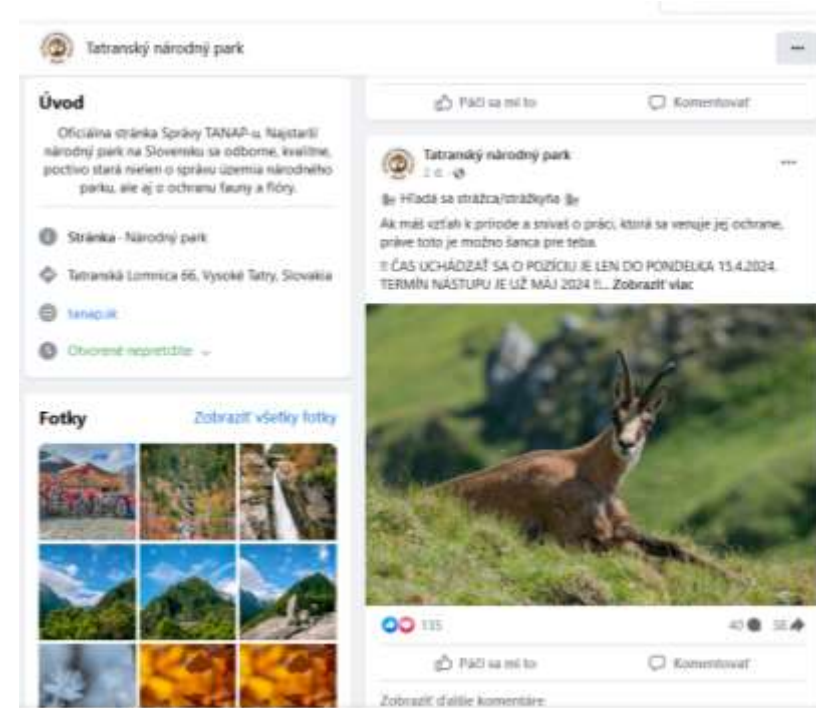 Tatranský národný park
Úvod
Oficiálna stránka Správy TANAP-u. Najstarší
národný park na Slovensku sa odborne, kvalitne,
poctivo stará nielen o správu územia národného
parku, ale aj o ochranu fauny a flóry.
Stránka · Národný park
Tatranská Lomnica 66, Vysoké Tatry, Slovakia
tanap.sk
Otvorené nepretržite
Fotky
Zobraziť všetky fotky
Páči sa mi to
Komentovať
Tatranský národný park
2 d.
Hľadá sa strážca/strážkyňa
Ak máš vzťah k prírode a snívaš o práci, ktorá sa venuje jej ochrane,
práve toto je možno šanca pre teba.
!! ČAS UCHÁDZAŤ SA O POZÍCIU JE LEN DO PONDELKA 15.4.2024.
TERMÍN NÁSTUPU JE UŽ MÁJ 2024 !!... Zobraziť viac
135
40
58
Páči sa mi to
Komentovať
Zobraziť ďalšie komentáre